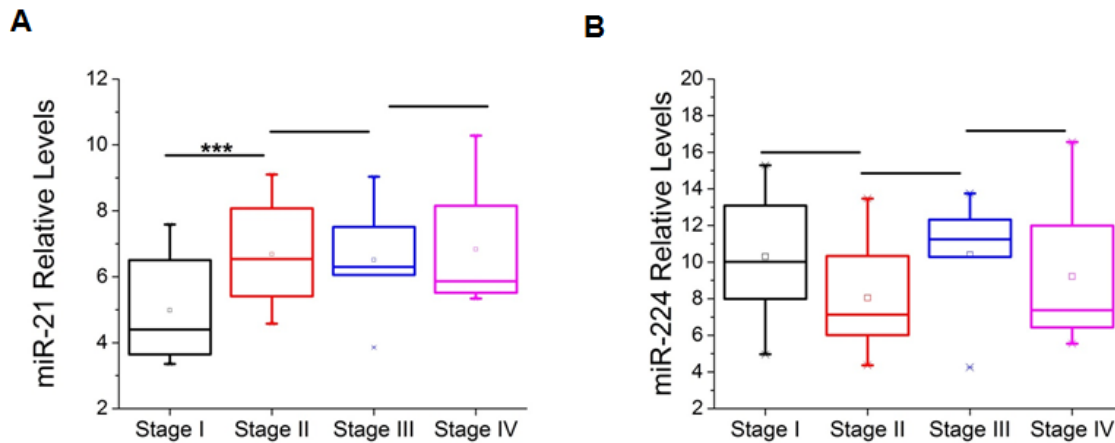 A
miR-21 Relative Levels
12
10
8
6
4
2
***
Stage I Stage II Stage III Stage IV
B
miR-224 Relative Levels
20
18
16
14
12
10
8
6
4
2
Stage I Stage II Stage III Stage IV